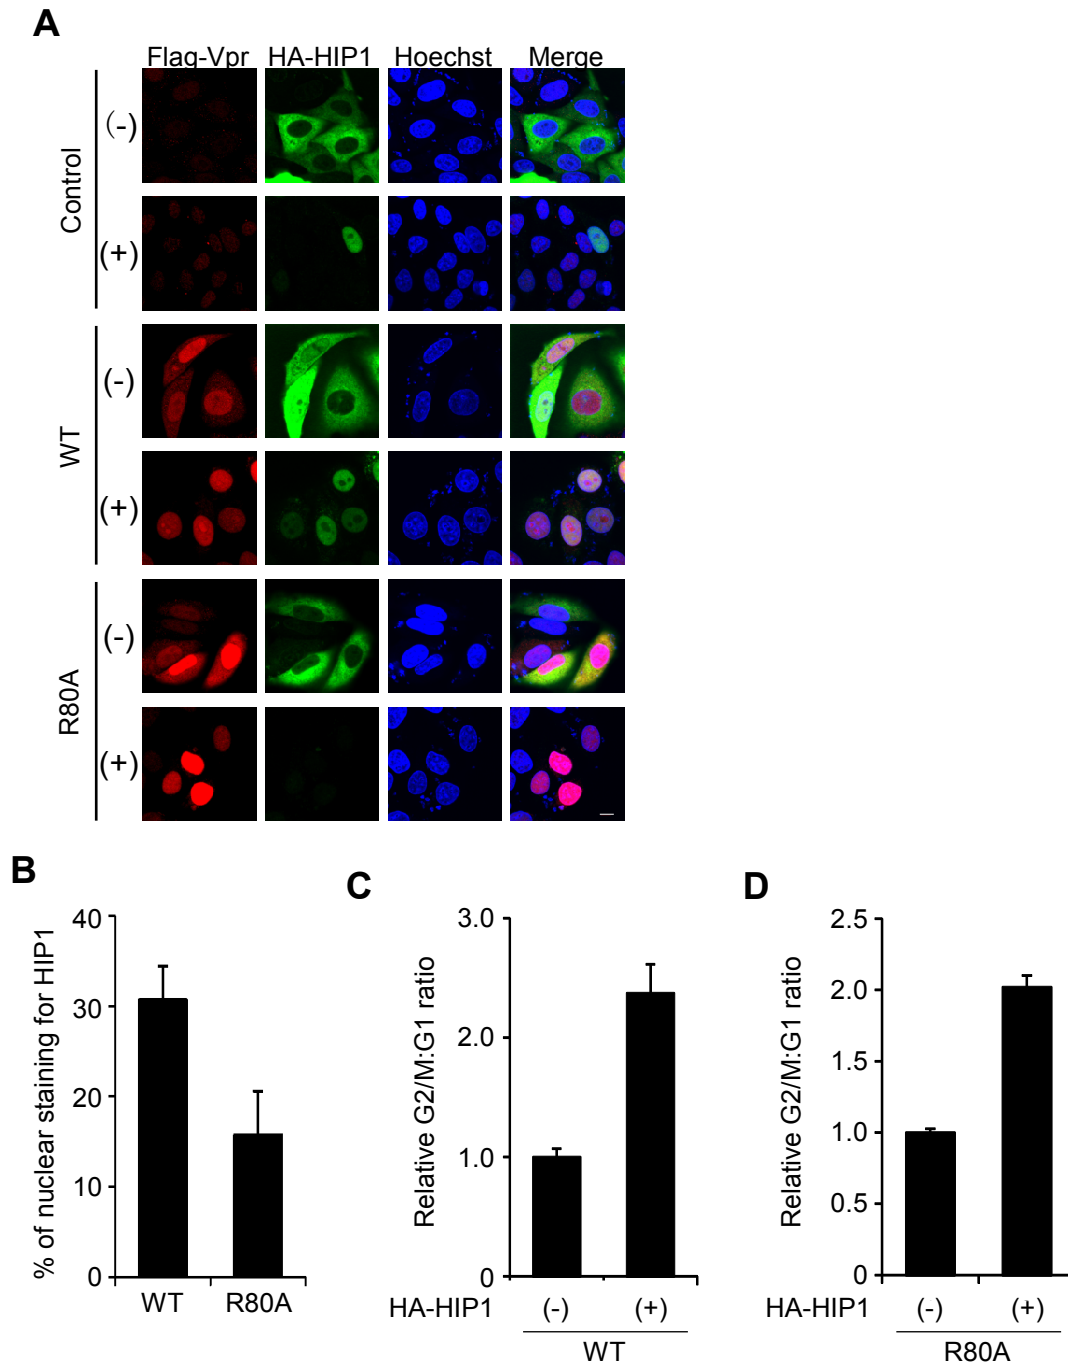 A
Flag-Vpr HA-HIP1 Hoechst Merge
Control
(-)
(+)
WT
(-)
(+)
R80A
(-)
(+)
B
% of nuclear staining for HIP1
40
30
20
10
0
WT R80A
C
Relative G2/M:G1 ratio
3.0
2.0
1.0
0
HA-HIP1 (-) (+)
WT
D
Relative G2/M:G1 ratio
2.5
2.0
1.5
1.0
0.5
0
HA-HIP1 (-) (+)
R80A